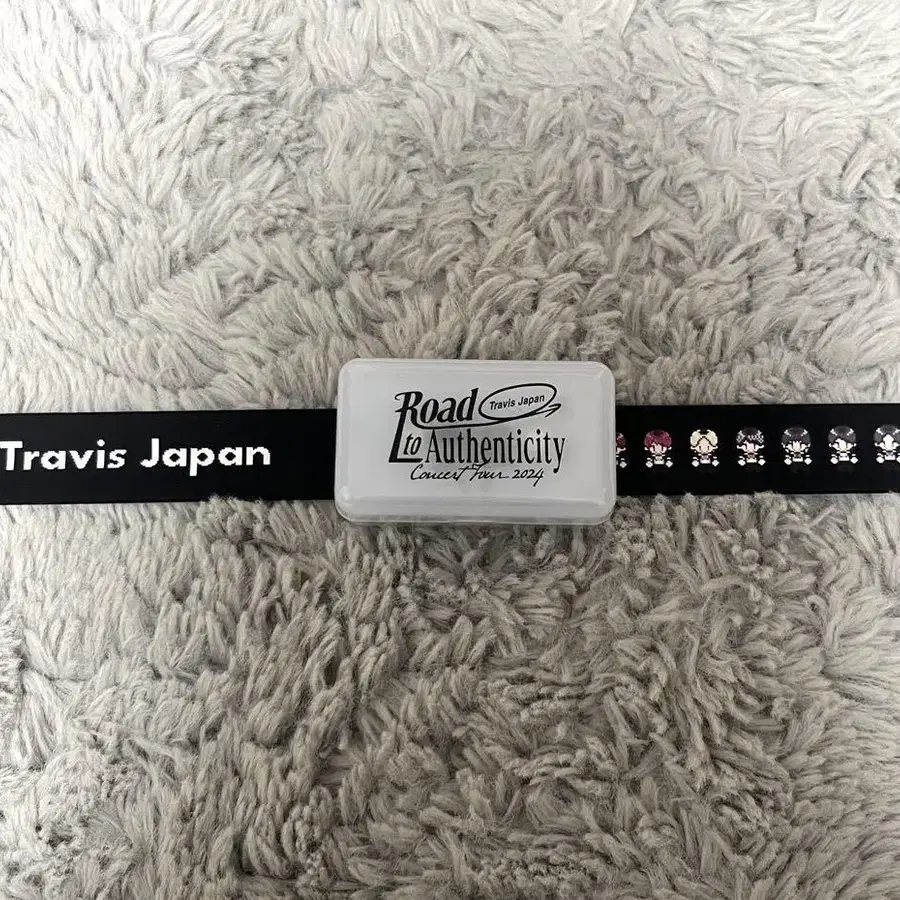 Travis Japan
Road Travis Japan
to Authenticity
Concert Tour 2024